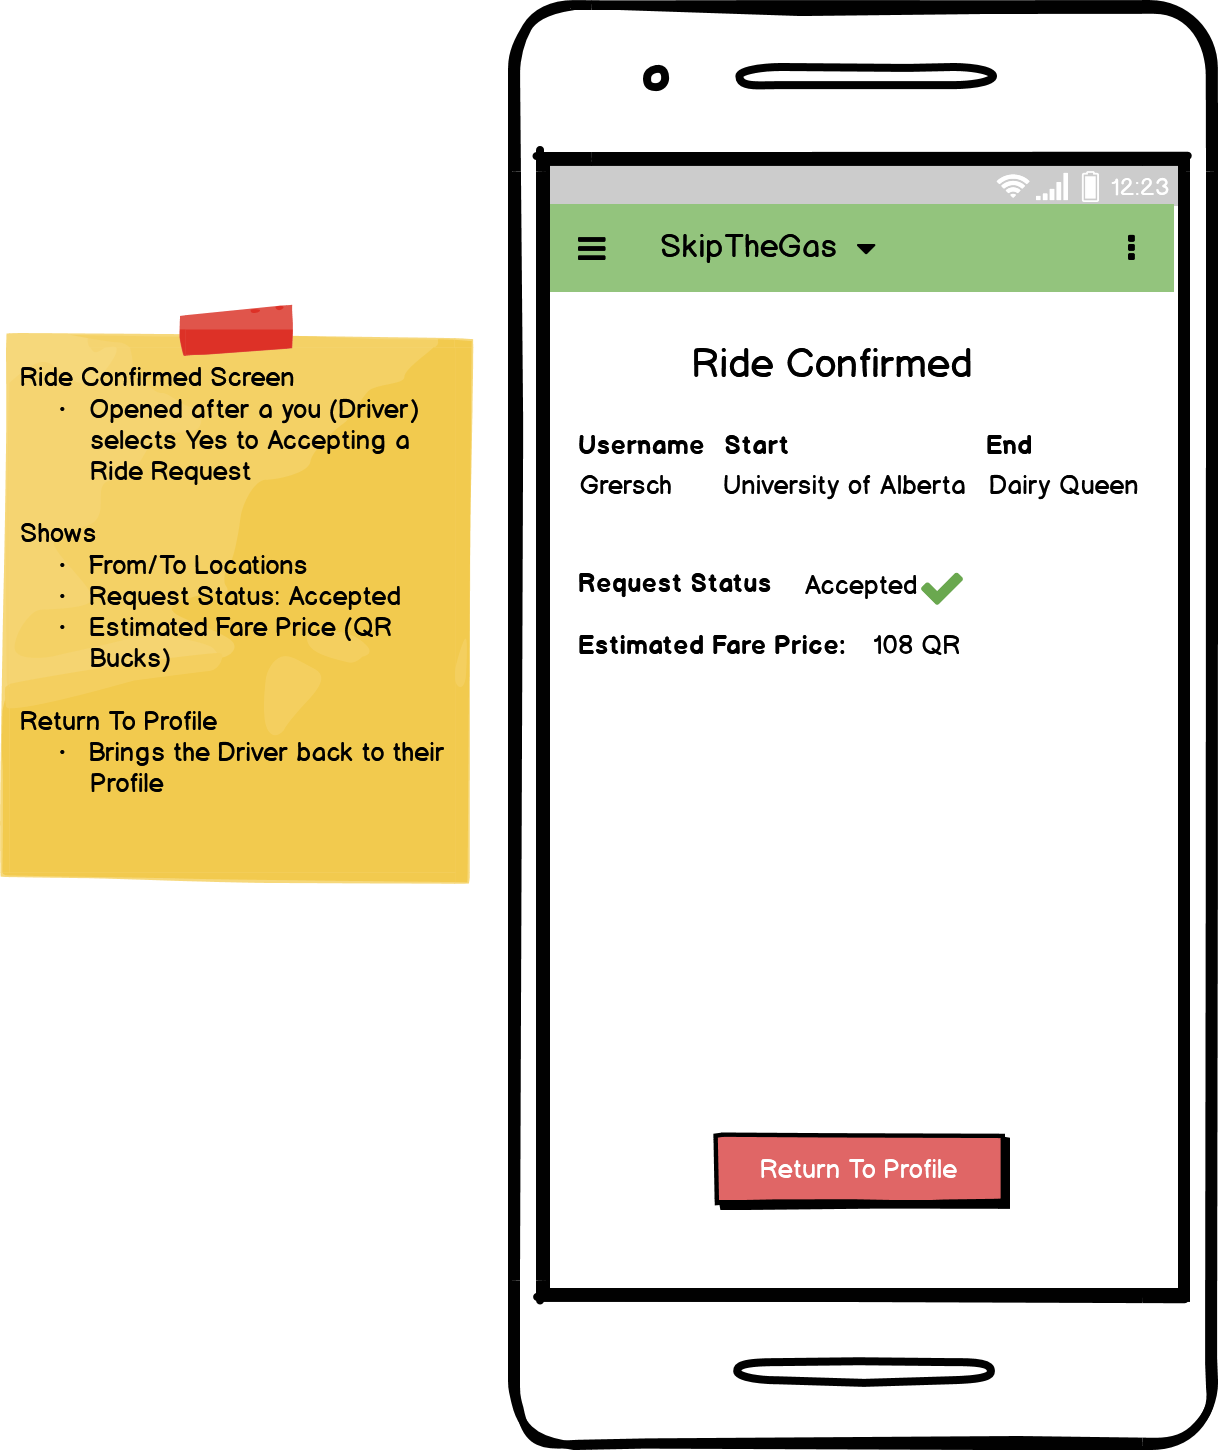 Ride Confirmed Screen
· Opened after a you (Driver)
selects Yes to Accepting a
Ride Request
Shows
· From/To Locations
· Request Status: Accepted
· Estimated Fare Price (QR
Bucks)
Return To Profile
· Brings the Driver back to their
Profile
12:23
SkipTheGas
Ride Confirmed
Username Start End
Grersch University of Alberta Dairy Queen
Request Status Accepted
Estimated Fare Price: 108 QR
Return To Profile